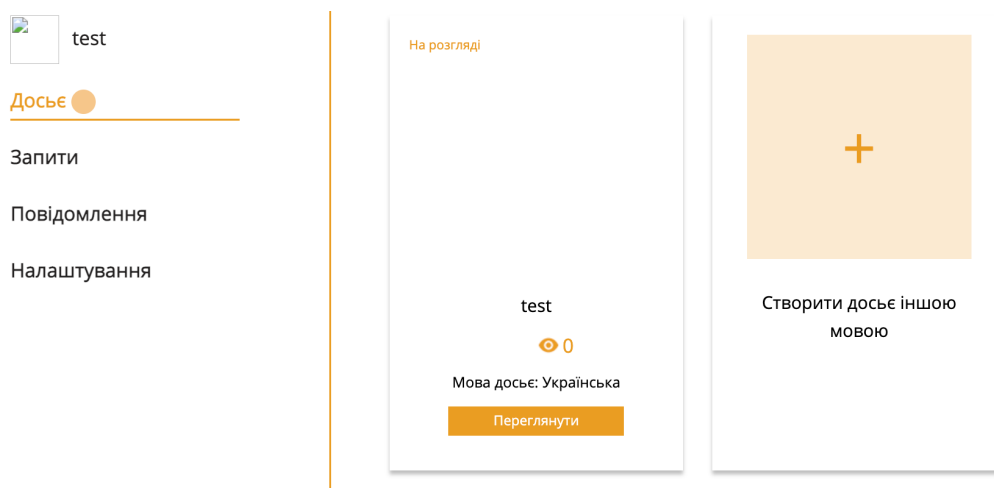 test
Досьє
Запити
Повідомлення
Налаштування
На розгляді
test
0
Мова досьє: Українська
Переглянути
+
Створити досьє іншою
мовою